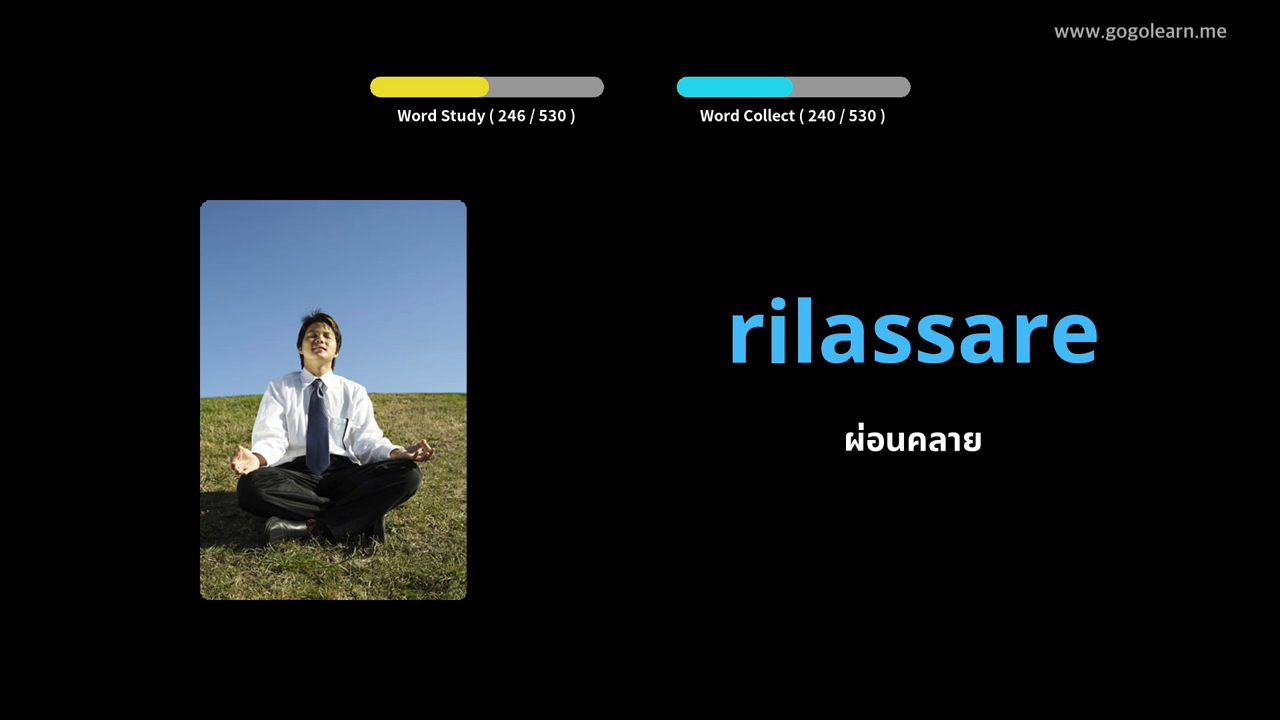 www.gogolearn.me
Word Study ( 246 / 530 )
Word Collect ( 240 / 530 )
rilassare
ผ่อนคลาย